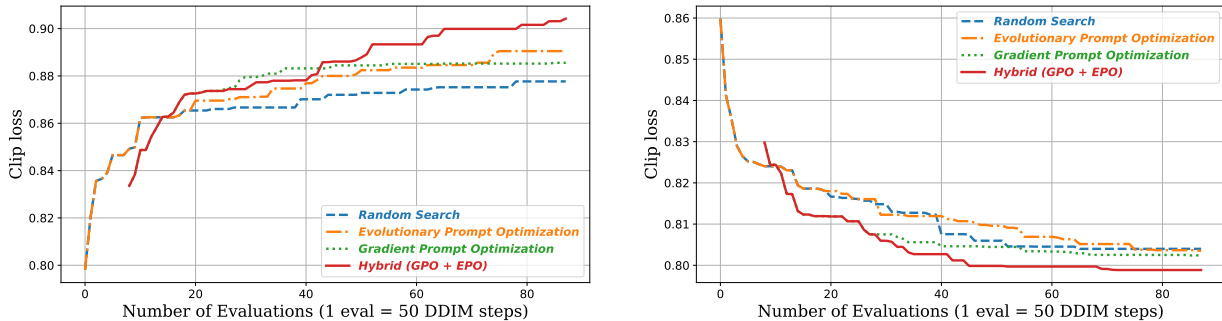 0.90
0.88
0.86
0.84
0.82
0.80
Clip loss
0 20 40 60 80
Number of Evaluations (1 eval = 50 DDIM steps)
Random Search
Evolutionary Prompt Optimization
Gradient Prompt Optimization
Hybrid (GPO + EPO)
0.86
0.85
0.84
0.83
0.82
0.81
0.80
Clip loss
0 20 40 60 80
Number of Evaluations (1 eval = 50 DDIM steps)
Random Search
Evolutionary Prompt Optimization
Gradient Prompt Optimization
Hybrid (GPO + EPO)